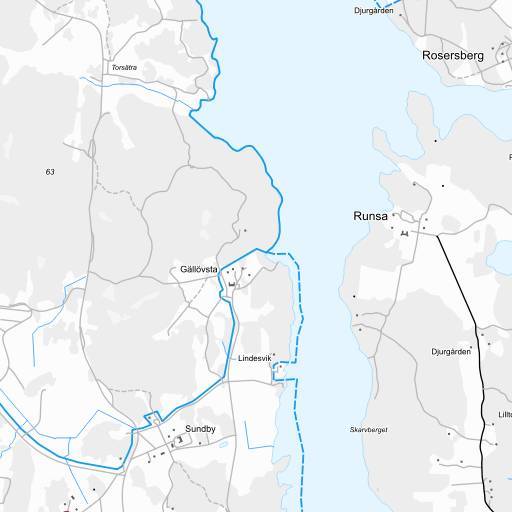 Djurgården
Rosersberg
Torsätra
63
Runsa
Gällövsta
Lindesvik
Djurgården
Skarvberget
Sundby